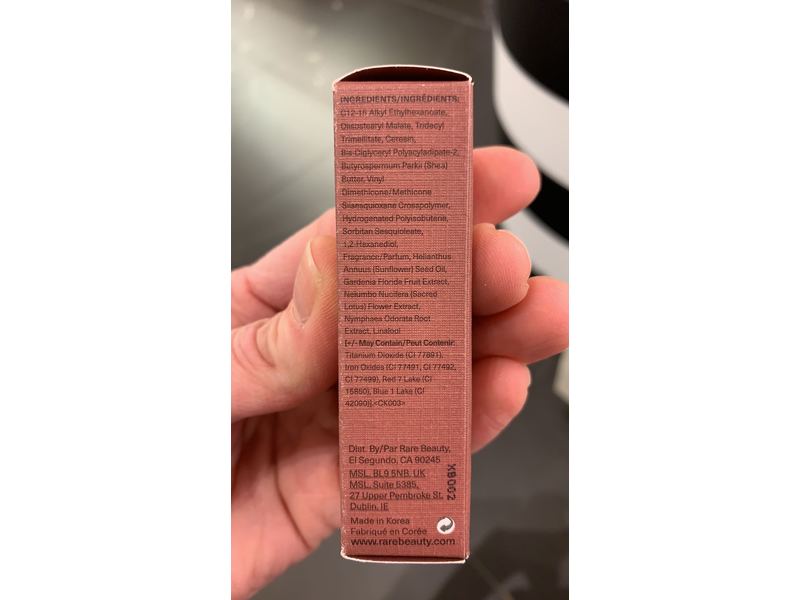 INGREDIENTS/INGRÉDIENTS:
C12-15 Alkyl Ethylhexanoate,
Diisostearyl Malate, Tridecyl
Trimellitate, Ceresin,
Bis-Diglyceryl Polyacyladipate-2,
Butyrospermum Parkii (Shea)
Butter, Vinyl
Dimethicone/Methicone
Silsesquioxane Crosspolymer,
Hydrogenated Polyisobutene,
Sorbitan Sesquioleate,
1,2-Hexanediol,
Fragrance/Parfum, Helianthus
Annuus (Sunflower) Seed Oil,
Gardenia Florida Fruit Extract,
Nelumbo Nucifera (Sacred
Lotus) Flower Extract,
Nymphaea Odorata Root
Extract, Linalool
[+/- May Contain/Peut Contenir:
Titanium Dioxide (CI 77891),
Iron Oxides (CI 77491, CI 77492,
CI 77499), Red 7 Lake (CI
15850), Blue 1 Lake (CI
42090)].<CK003>
Dist. By/Par Rare Beauty,
El Segundo, CA 90245
MSL, BL9 5NB, UK
MSL, Suite 5385,
27 Upper Pembroke St,
Dublin, IE
K9002
Made in Korea
Fabriqué en Corée
www.rarebeauty.com